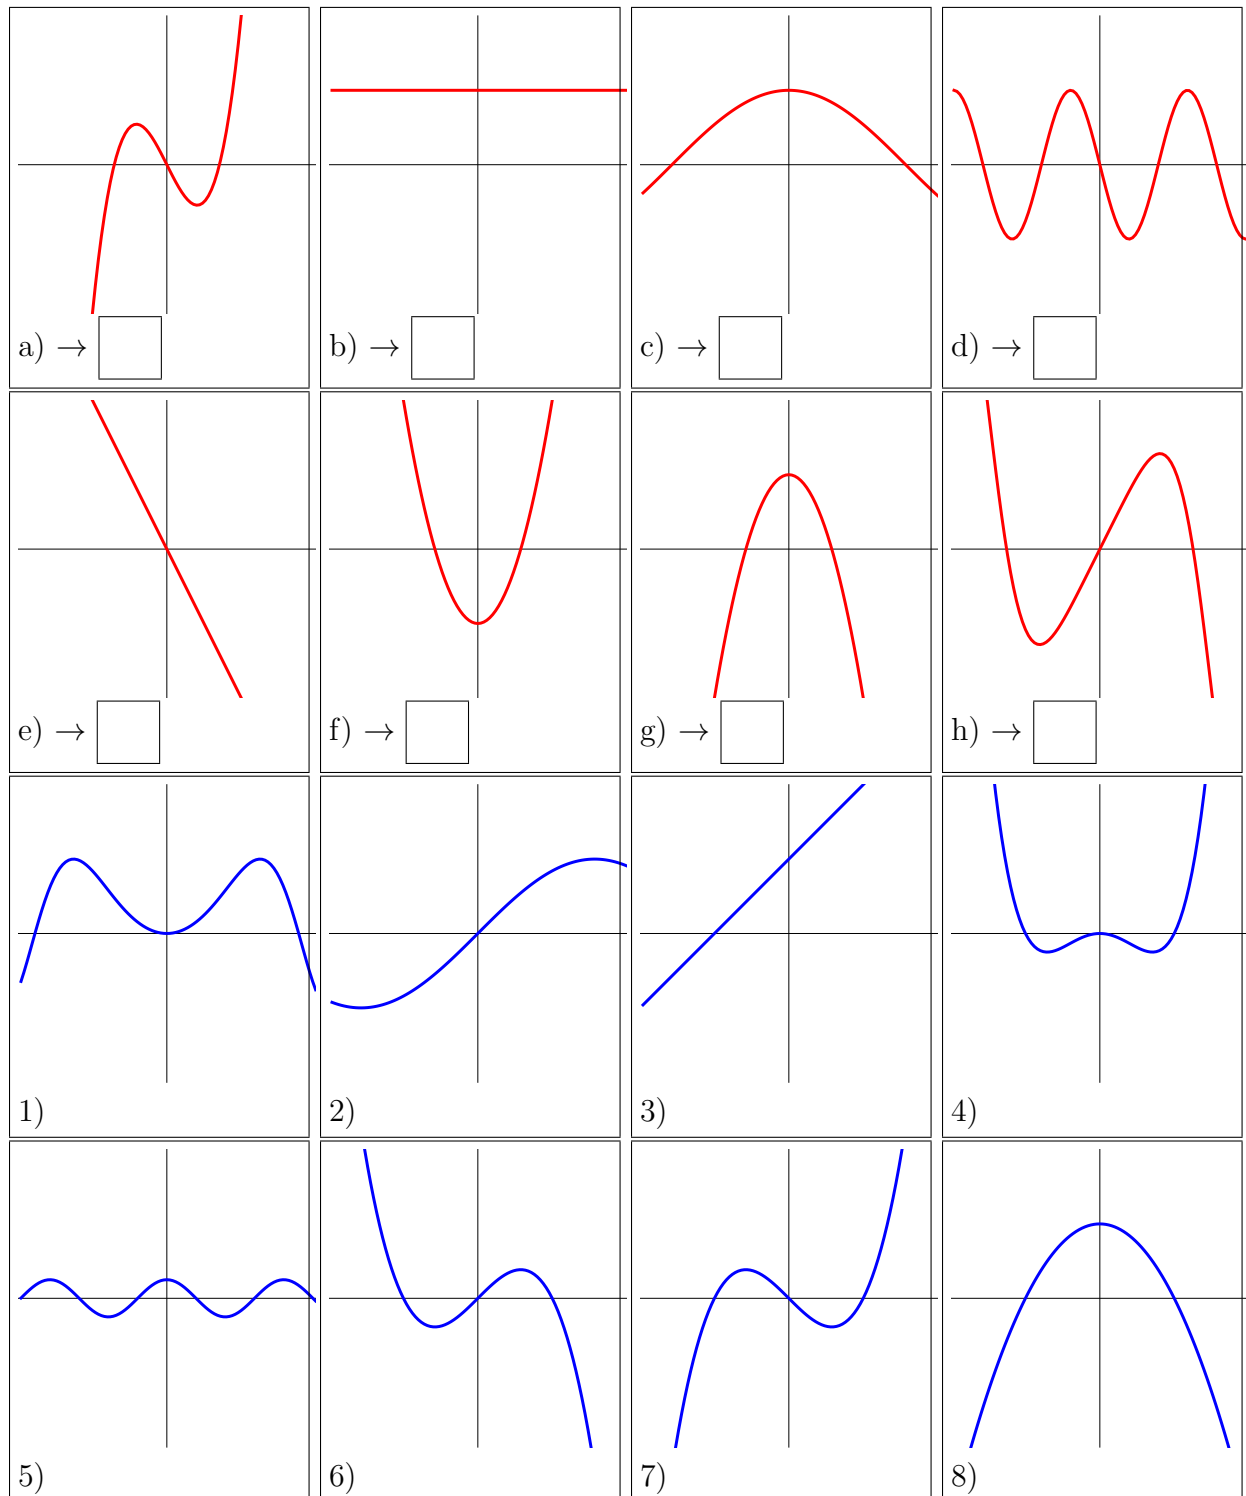 a) → b) → c) → d) →
e) → f) → g) → h) →
1) 2) 3) 4)
5) 6) 7) 8)